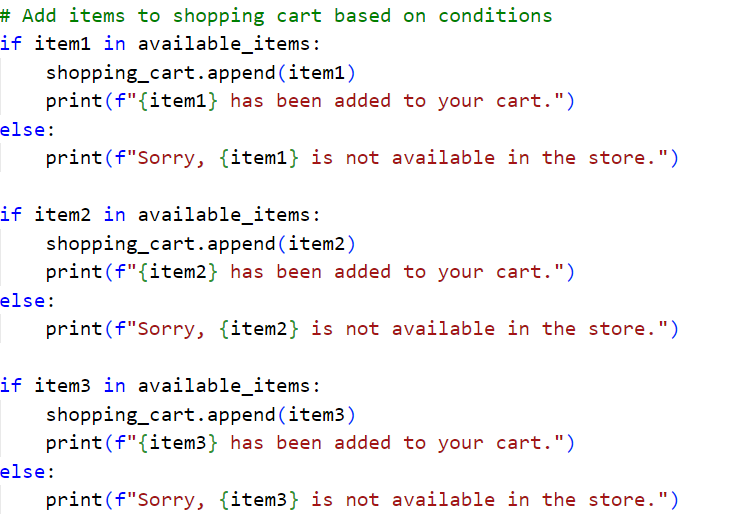 # Add items to shopping cart based on conditions
if item1 in available_items:
    shopping_cart.append(item1)
    print(f"{item1} has been added to your cart.")
else:
    print(f"Sorry, {item1} is not available in the store.")

if item2 in available_items:
    shopping_cart.append(item2)
    print(f"{item2} has been added to your cart.")
else:
    print(f"Sorry, {item2} is not available in the store.")

if item3 in available_items:
    shopping_cart.append(item3)
    print(f"{item3} has been added to your cart.")
else:
    print(f"Sorry, {item3} is not available in the store.")